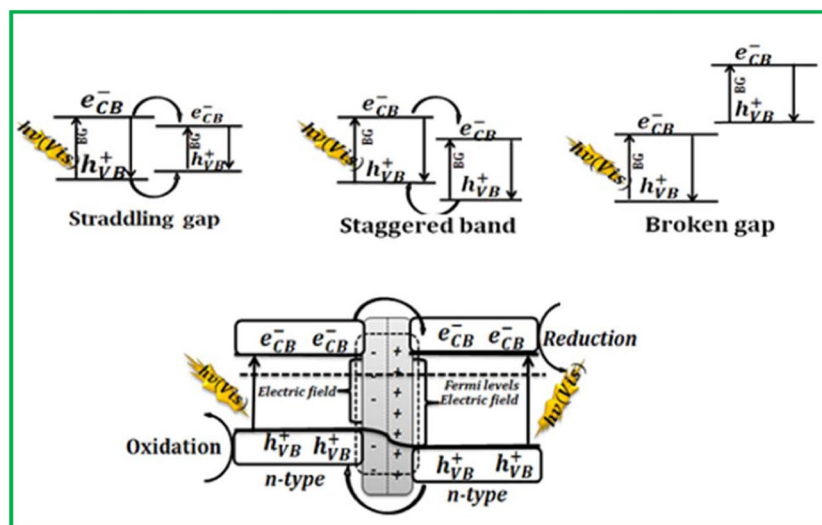 e⁻CB
e⁻CB
hν(Vis)
BG
BG
h⁺VB
h⁺VB
Straddling gap
e⁻CB
e⁻CB
hν(Vis)
BG
BG
h⁺VB
h⁺VB
Staggered band
e⁻CB
BG
h⁺VB
e⁻CB
hν(Vis)
BG
h⁺VB
Broken gap
e⁻CB e⁻CB
e⁻CB e⁻CB
Reduction
hν(Vis)
hν(Vis)
- +
- +
Electric field
- +
Fermi levels
Electric field
- +
- +
- +
Oxidation
h⁺VB h⁺VB
- +
h⁺VB h⁺VB
- +
n-type
n-type